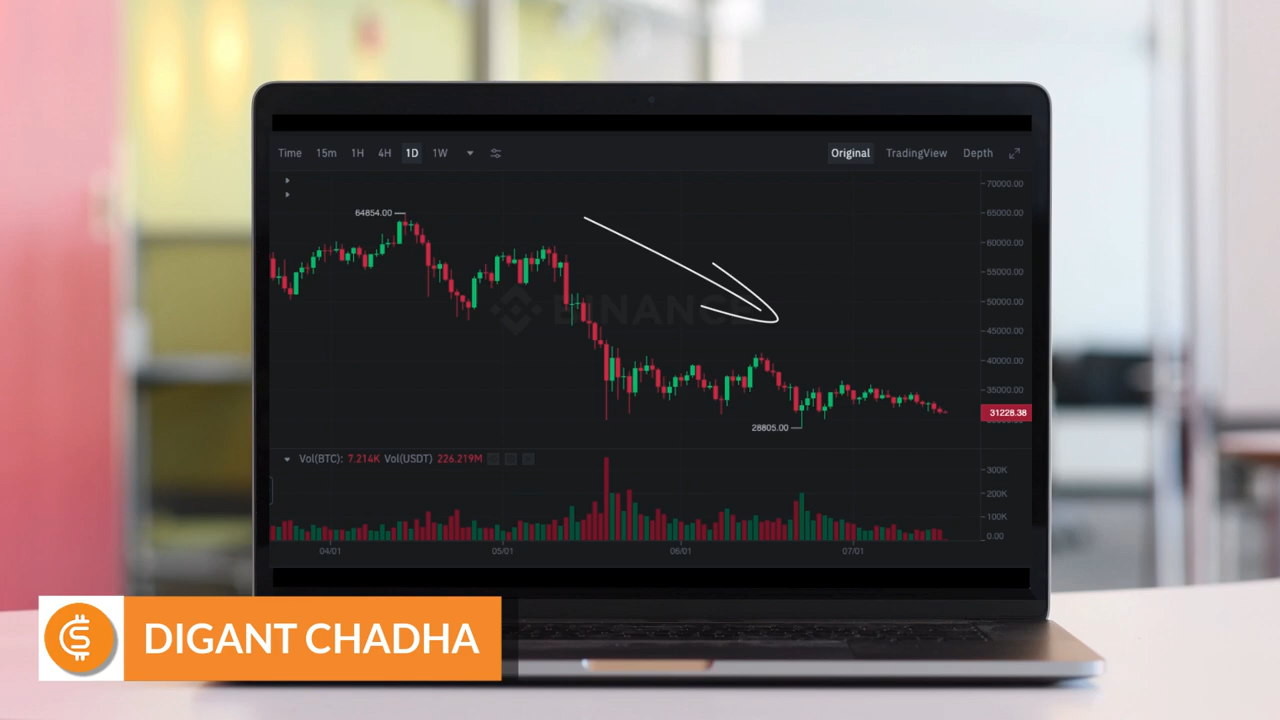 Time 15m 1H 4H 1D 1W Original TradingView Depth
70000.00
64854.00 65000.00
60000.00
55000.00
50000.00
BINANCE
45000.00
40000.00
35000.00
31228.38
28805.00
Vol(BTC): 7.214K Vol(USDT) 226.219M
300K
200K
100K
0.00
04/01 05/01 06/01 07/01
DIGANT CHADHA